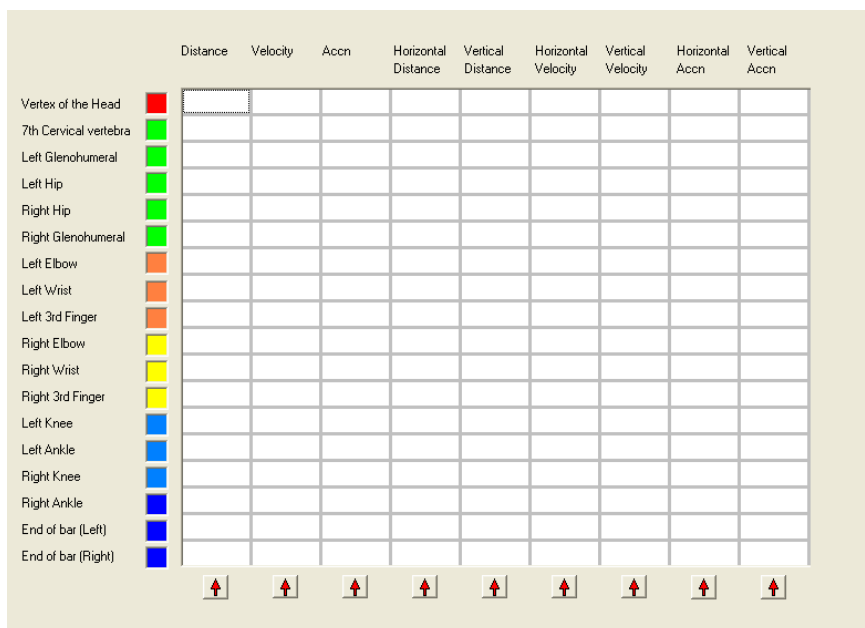 Distance Velocity Accn Horizontal Vertical Horizontal Vertical Horizontal Vertical
Distance Distance Velocity Velocity Accn Accn
Vertex of the Head
7th Cervical vertebra
Left Glenohumeral
Left Hip
Right Hip
Right Glenohumeral
Left Elbow
Left Wrist
Left 3rd Finger
Right Elbow
Right Wrist
Right 3rd Finger
Left Knee
Left Ankle
Right Knee
Right Ankle
End of bar (Left)
End of bar (Right)